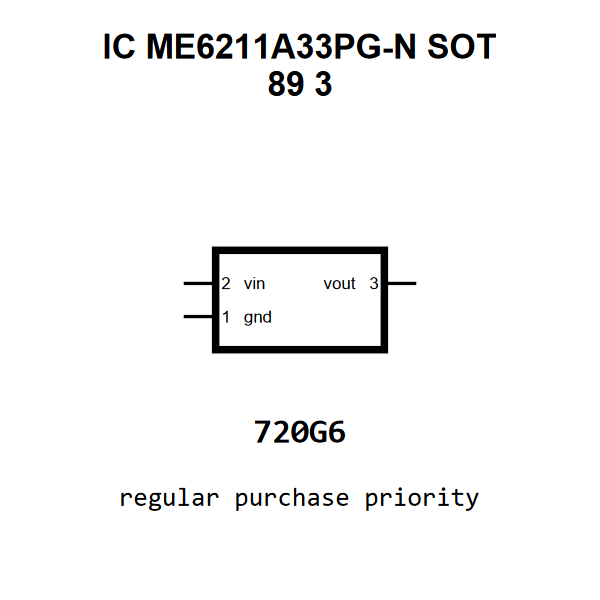 IC ME6211A33PG-N SOT
89 3
2 vin vout 3
1 gnd
720G6
regular purchase priority